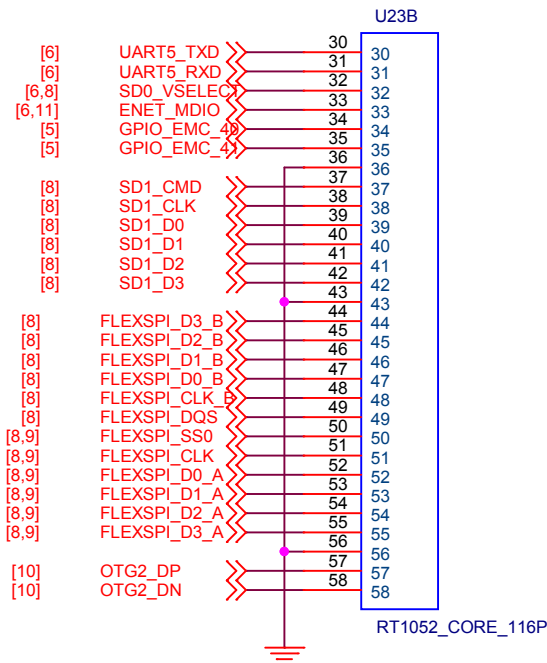 U23B
[6] UART5_TXD 30 30
[6] UART5_RXD 31 31
[6,8] SD0_VSELECT 32 32
[6,11] ENET_MDIO 33 33
[5] GPIO_EMC_40 34 34
[5] GPIO_EMC_41 35 35
36 36
[8] SD1_CMD 37 37
[8] SD1_CLK 38 38
[8] SD1_D0 39 39
[8] SD1_D1 40 40
[8] SD1_D2 41 41
[8] SD1_D3 42 42
43 43
[8] FLEXSPI_D3_B 44 44
[8] FLEXSPI_D2_B 45 45
[8] FLEXSPI_D1_B 46 46
[8] FLEXSPI_D0_B 47 47
[8] FLEXSPI_CLK_B 48 48
[8] FLEXSPI_DQS 49 49
[8,9] FLEXSPI_SS0 50 50
[8,9] FLEXSPI_CLK 51 51
[8,9] FLEXSPI_D0_A 52 52
[8,9] FLEXSPI_D1_A 53 53
[8,9] FLEXSPI_D2_A 54 54
[8,9] FLEXSPI_D3_A 55 55
56 56
[10] OTG2_DP 57 57
[10] OTG2_DN 58 58
RT1052_CORE_116P